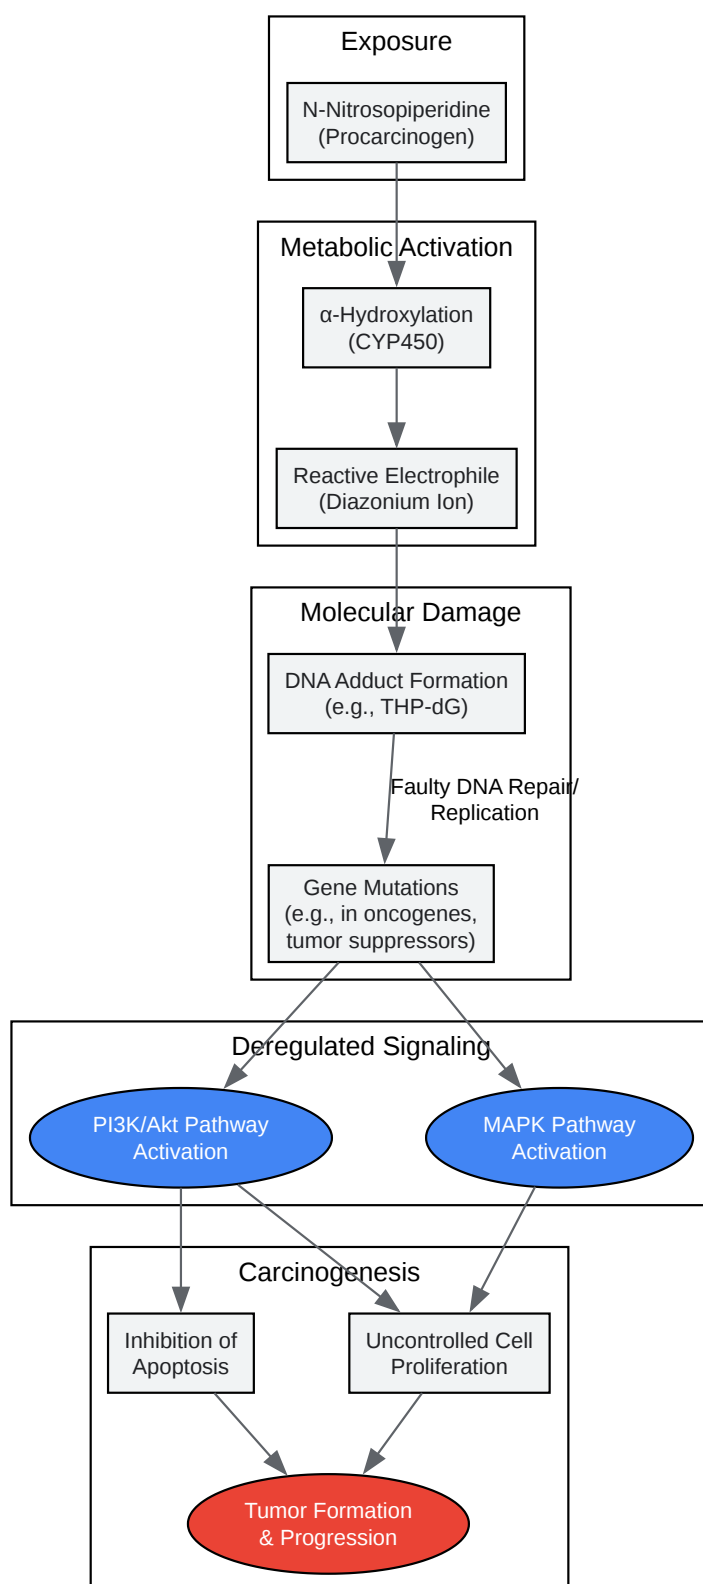 Exposure
N-Nitrosopiperidine
(Procarcinogen)
Metabolic Activation
α-Hydroxylation
(CYP450)
Reactive Electrophile
(Diazonium Ion)
Molecular Damage
DNA Adduct Formation
(e.g., THP-dG)
Faulty DNA Repair/
Replication
Gene Mutations
(e.g., in oncogenes,
tumor suppressors)
Deregulated Signaling
PI3K/Akt Pathway
Activation
MAPK Pathway
Activation
Carcinogenesis
Inhibition of
Apoptosis
Uncontrolled Cell
Proliferation
Tumor Formation
& Progression